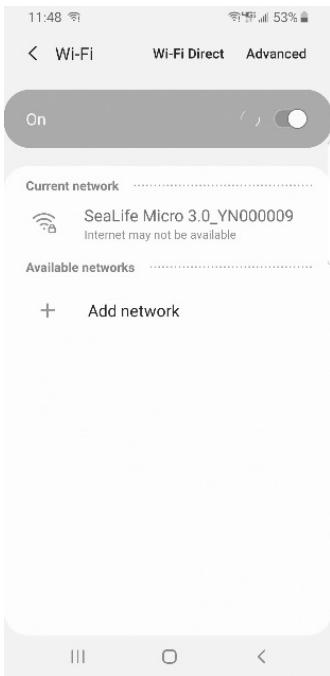 11:48 53%
Wi-Fi Wi-Fi Direct Advanced
On
Current network
SeaLife Micro 3.0_YN000009
Internet may not be available
Available networks
+ Add network